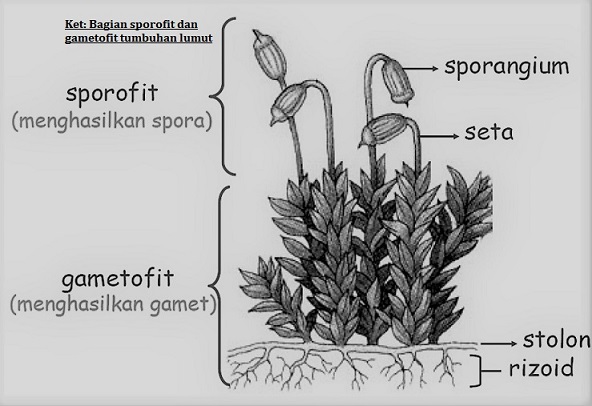 Ket: Bagian sporofit dan
gametofit tumbuhan lumut
sporofit
(menghasilkan spora)
sporangium
seta
gametofit
(menghasilkan gamet)
stolon
rizoid